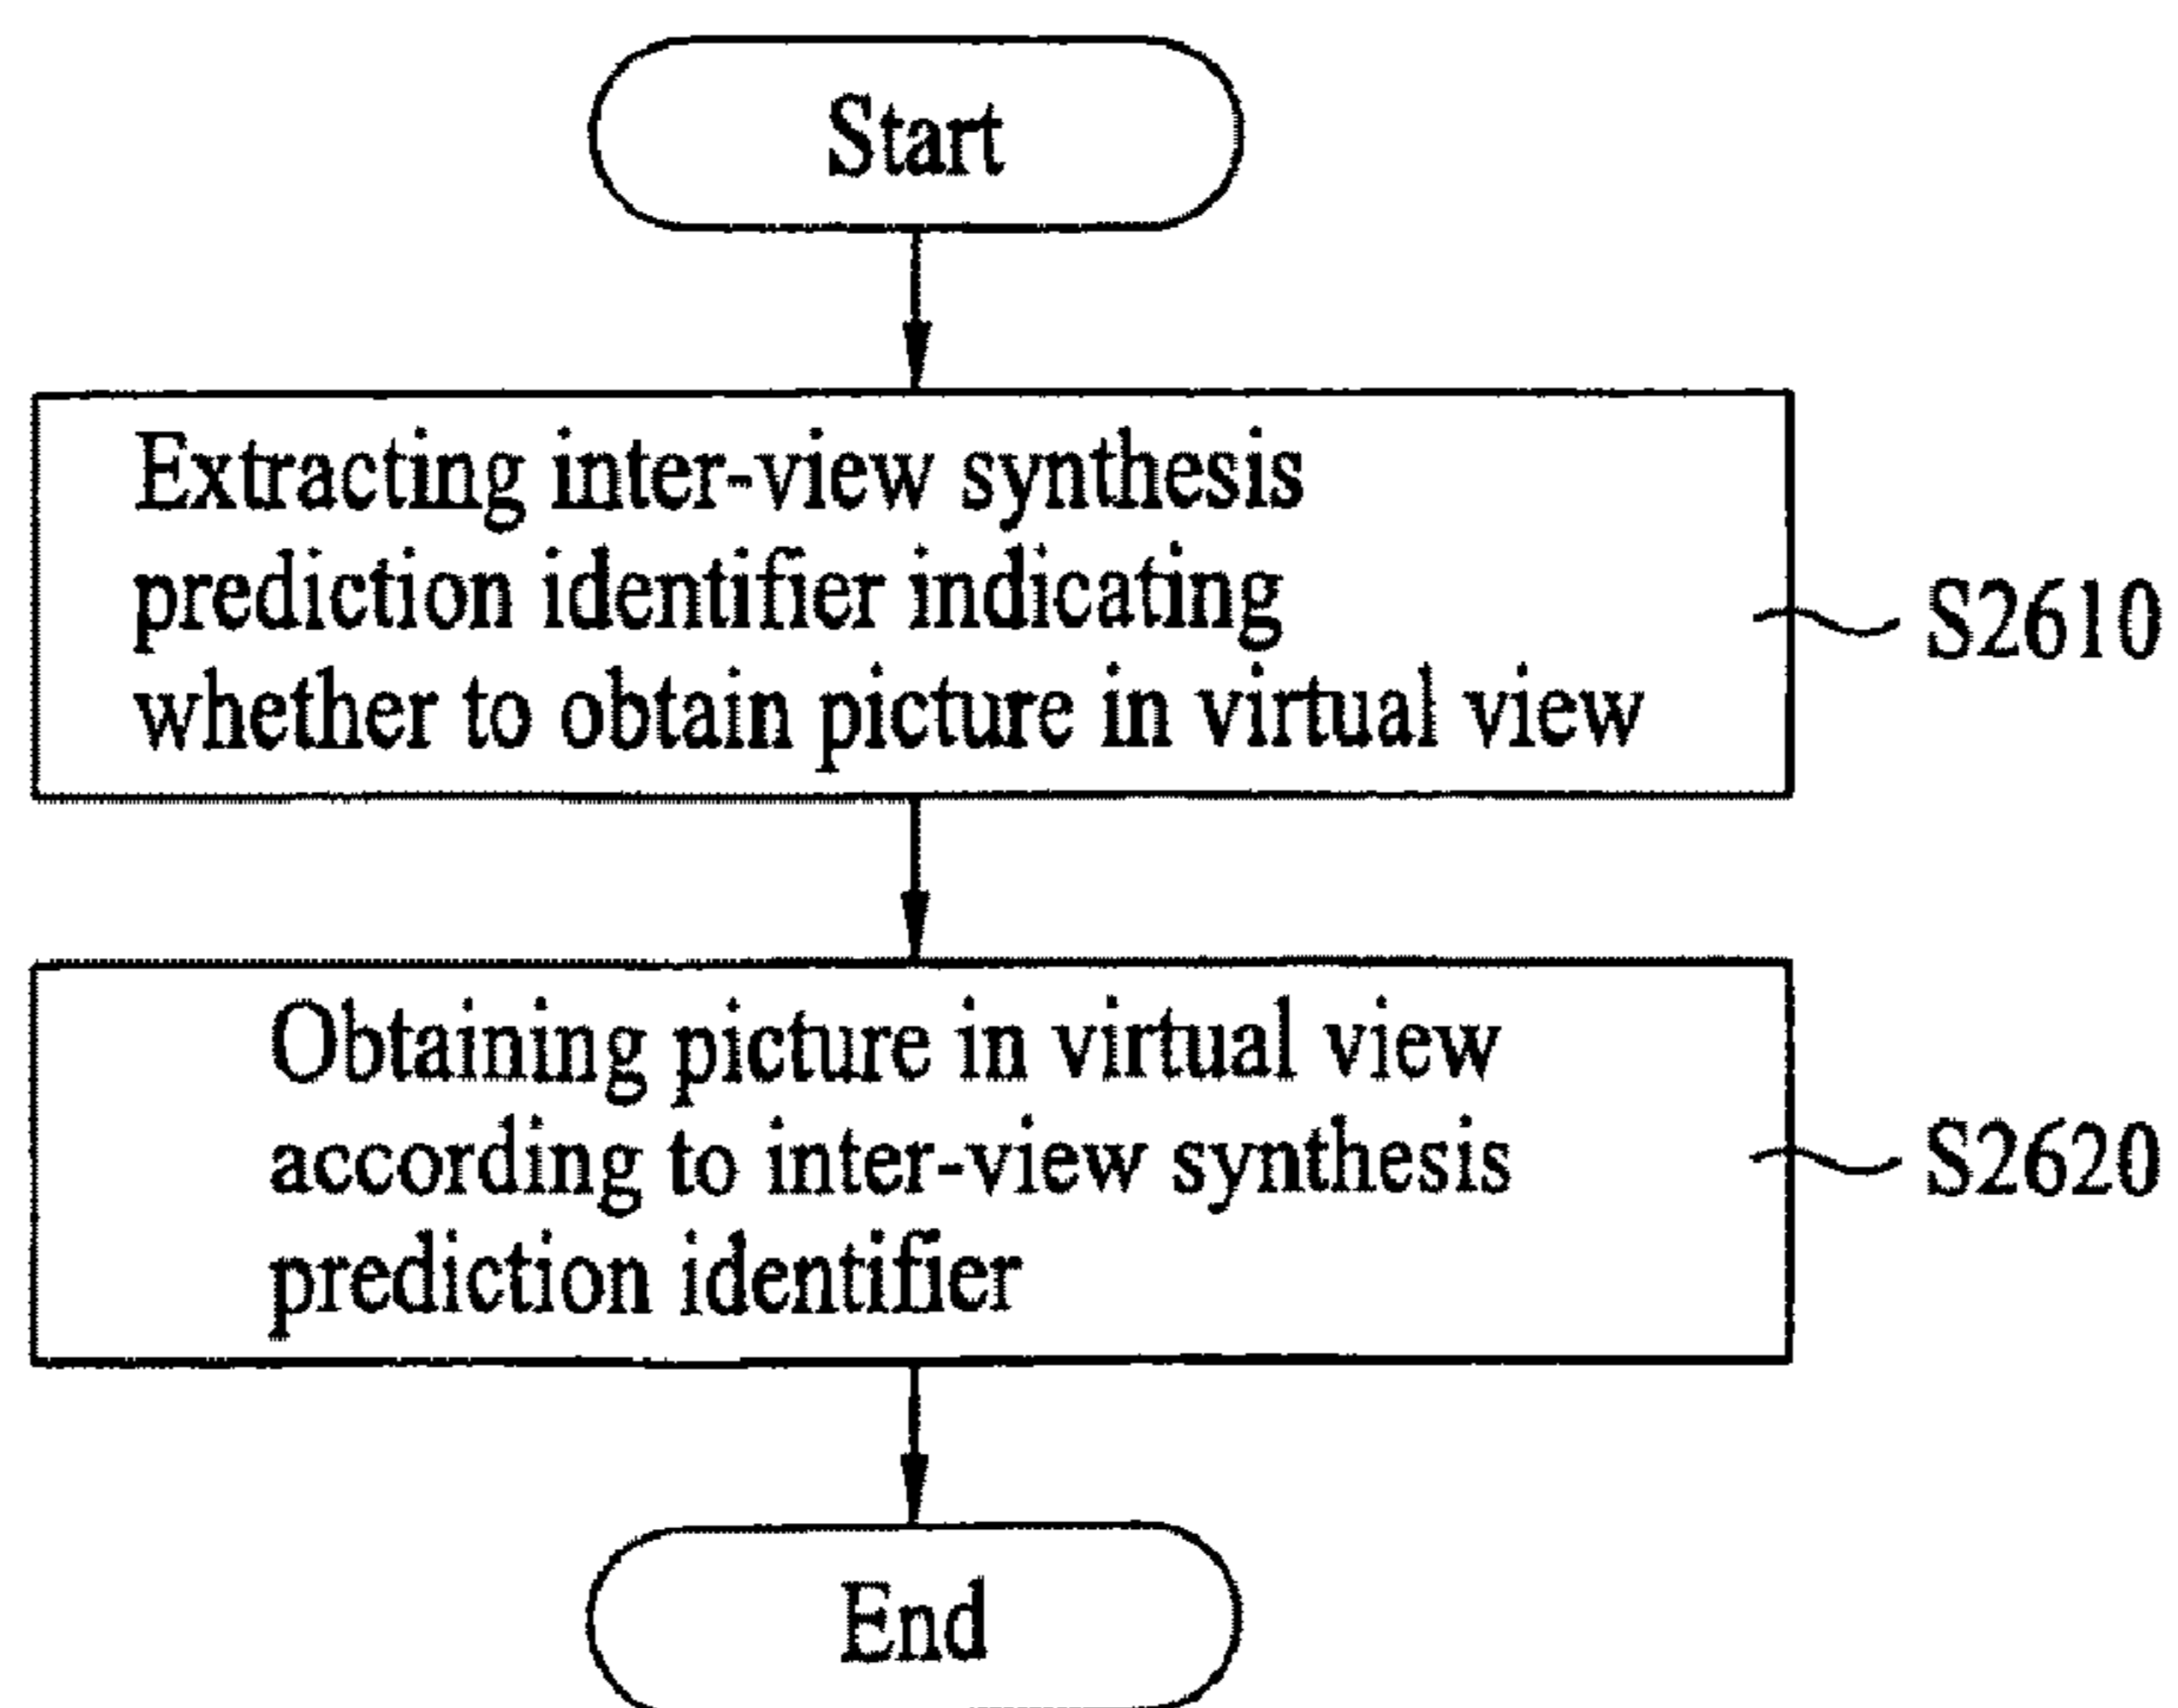 Start
Extracting inter-view synthesis
prediction identifier indicating
whether to obtain picture in virtual view
S2610
Obtaining picture in virtual view
according to inter-view synthesis
prediction identifier
S2620
End